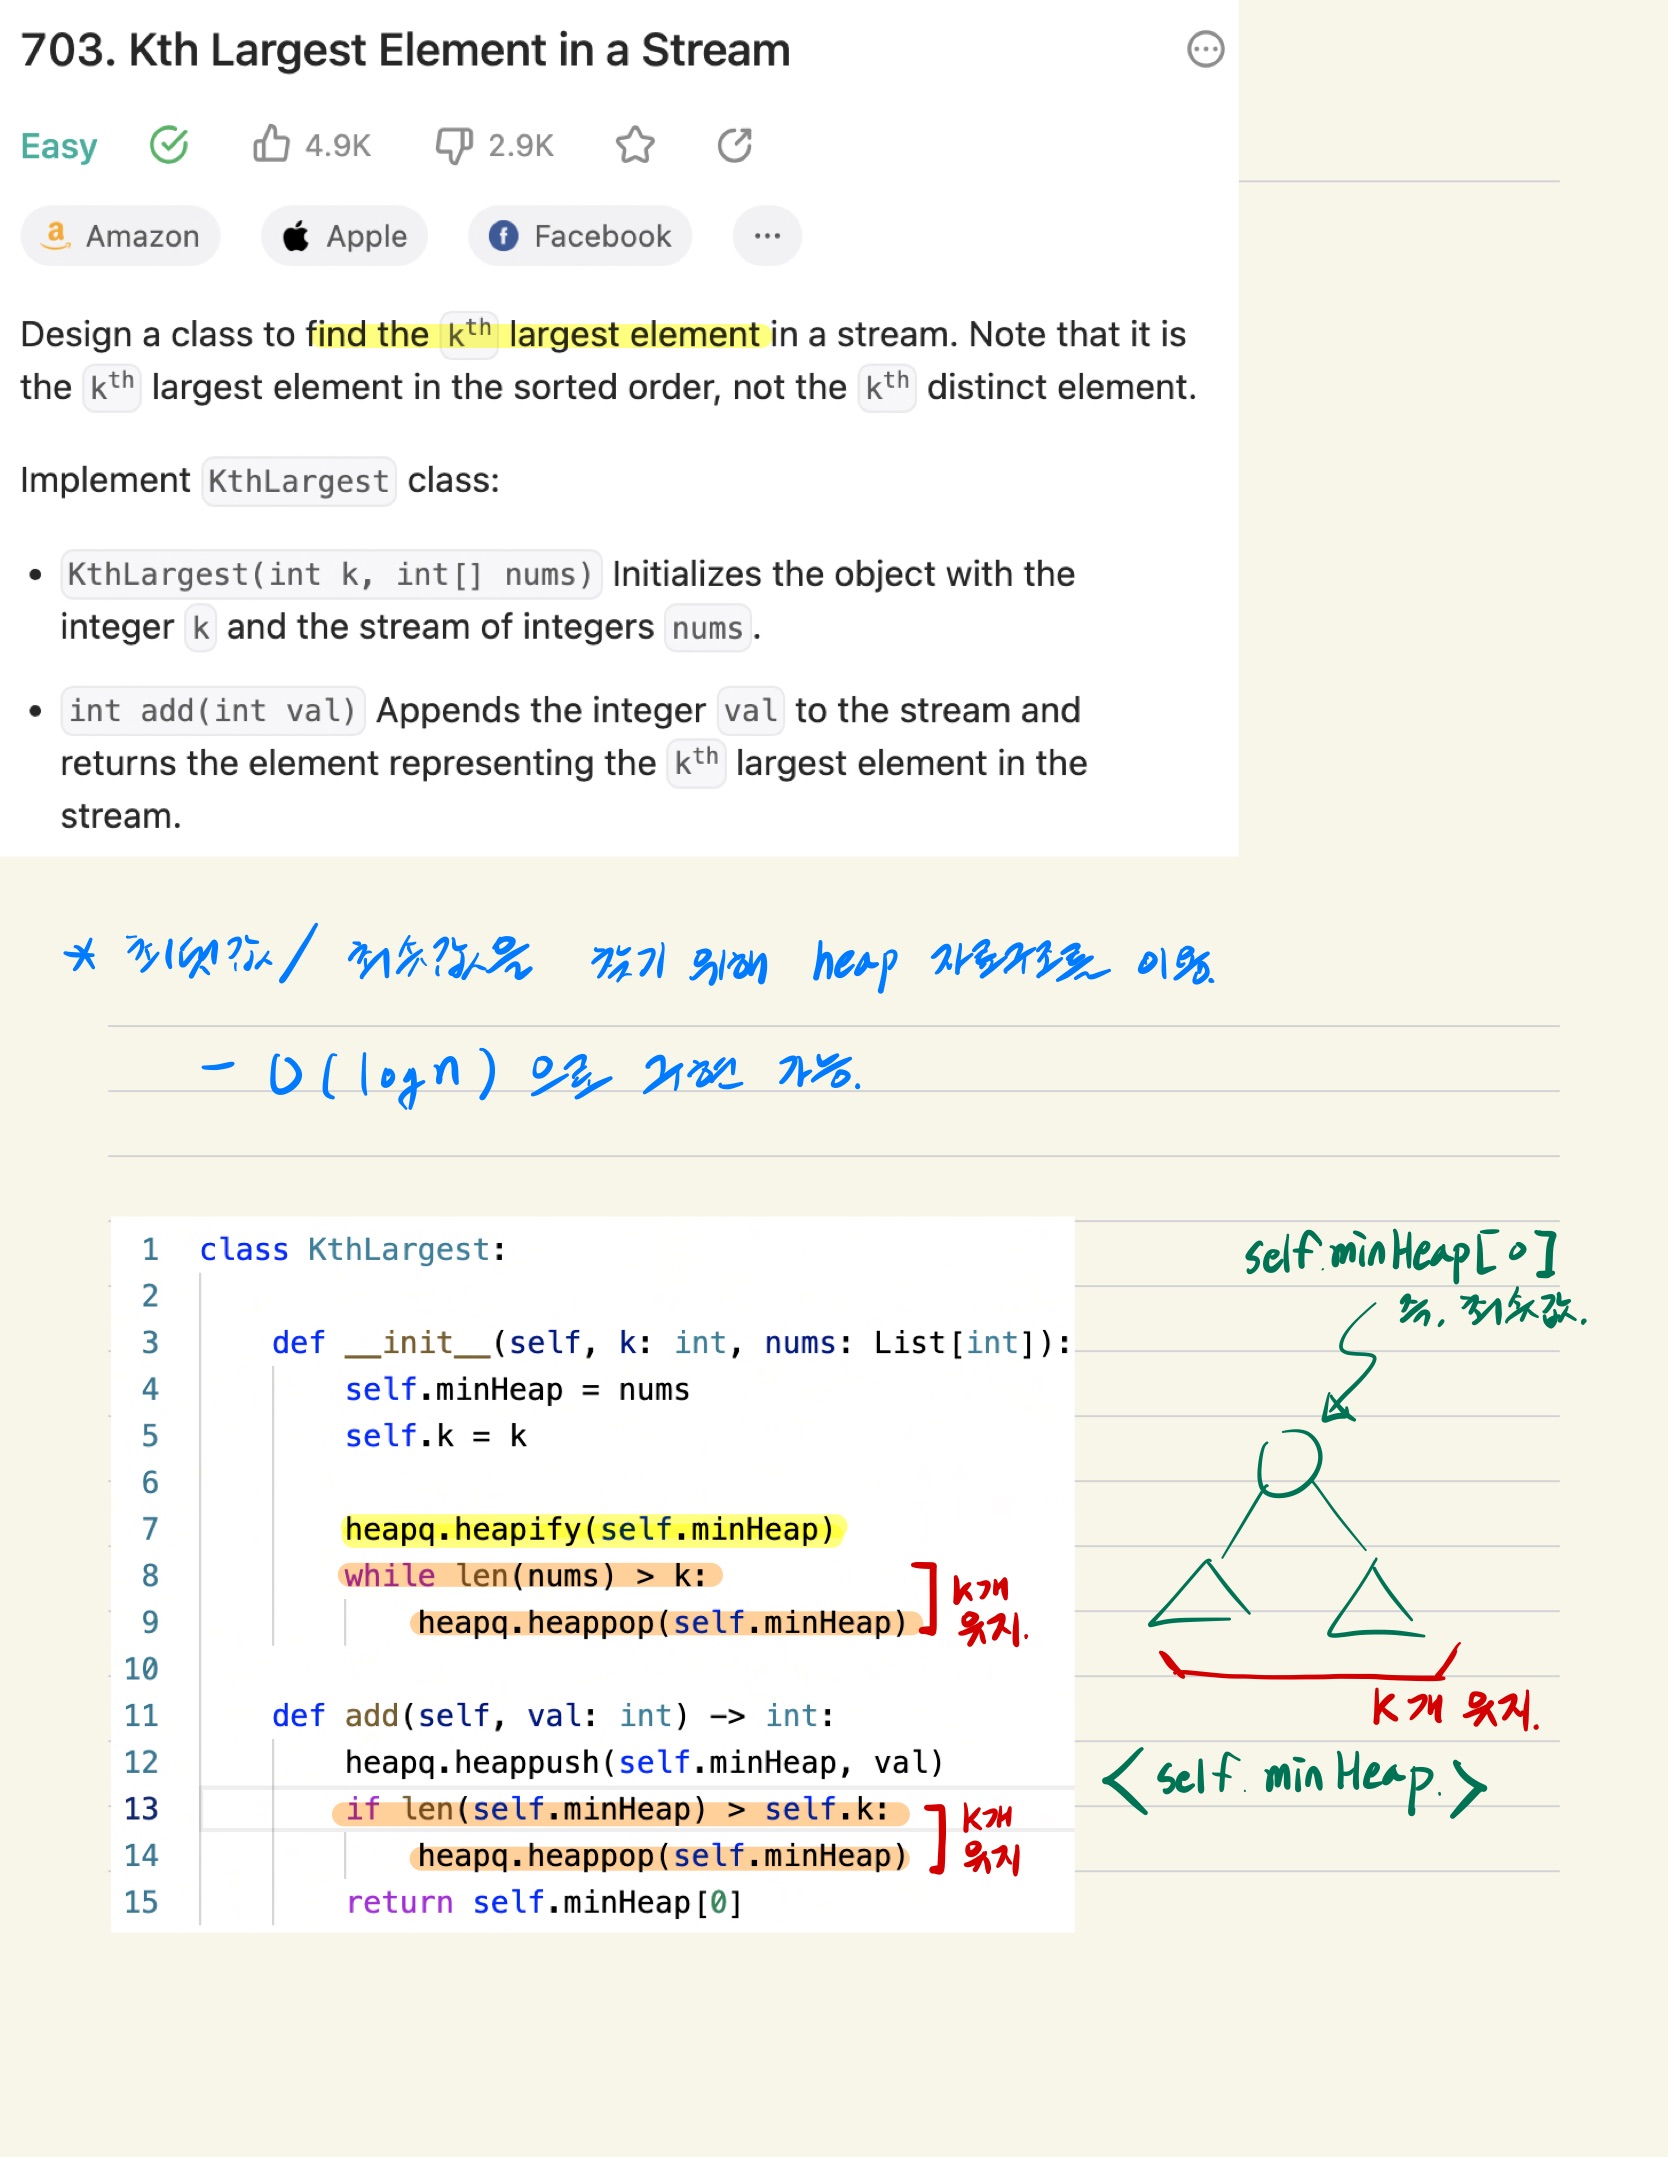 703. Kth Largest Element in a Stream
Easy 4.9K 2.9K
Amazon Apple Facebook ...
Design a class to find the kth largest element in a stream. Note that it is
the kth largest element in the sorted order, not the kth distinct element.
Implement KthLargest class:
• KthLargest(int k, int[] nums) Initializes the object with the
integer k and the stream of integers nums.
• int add(int val) Appends the integer val to the stream and
returns the element representing the kth largest element in the
stream.
* 최댓값/ 최솟값을 찾기 위해 heap 자료구조를 이용.
- O(logn) 으로 구현 가능.
1 class KthLargest:
2
3 def __init__(self, k: int, nums: List[int]):
4 self.minHeap = nums
5 self.k = k
6
7 heapq.heapify(self.minHeap)
8 while len(nums) > k:
9 heapq.heappop(self.minHeap)
K개
유지.
10
11 def add(self, val: int) -> int:
12 heapq.heappush(self.minHeap, val)
13 if len(self.minHeap) > self.k:
14 heapq.heappop(self.minHeap)
K개
유지
15 return self.minHeap[0]
self.minHeap[0]
즉, 최솟값.
K개 유지.
<self.minHeap.>